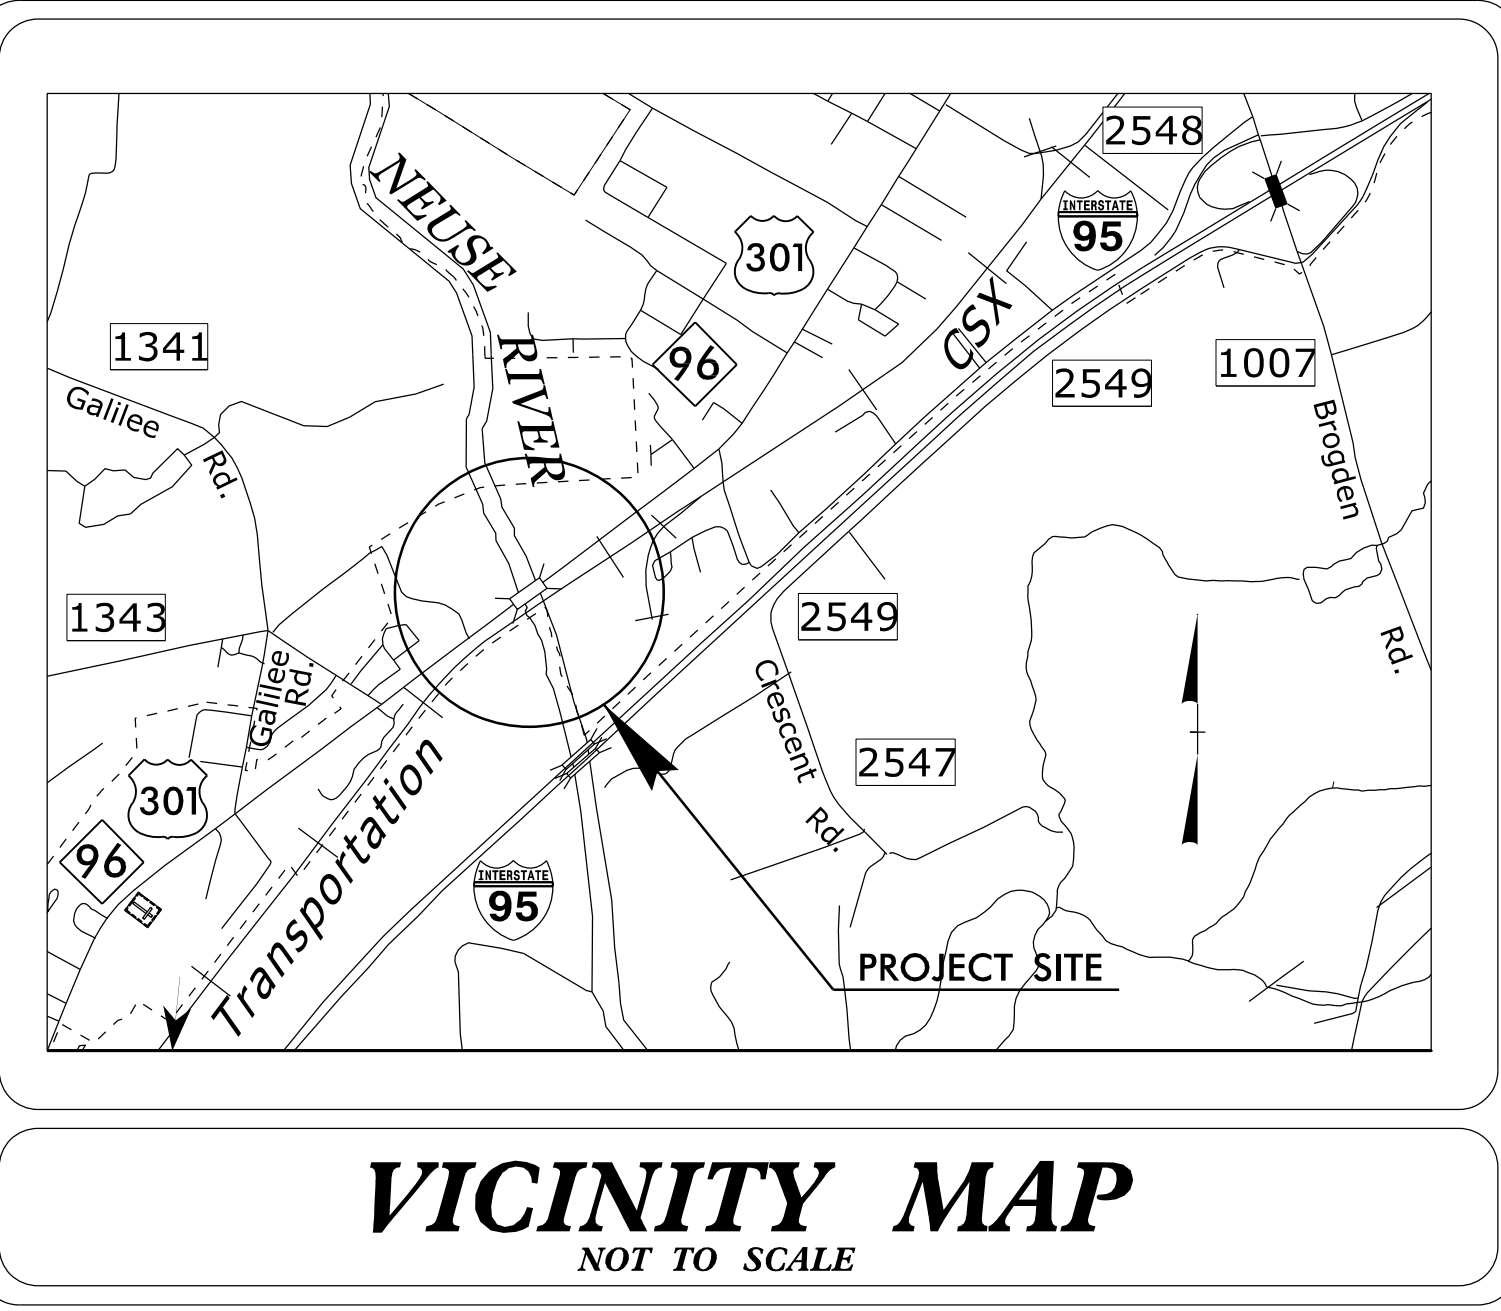 2548
NEUSE
INTERSTATE
95
301
CSX
1341
RIVER
96
2549
1007
Galilee
Rd.
Brogden
Rd.
1343
2549
Galilee
Rd.
Crescent
Rd.
2547
301
96
Transportation
INTERSTATE
95
PROJECT SITE
VICINITY MAP
NOT TO SCALE